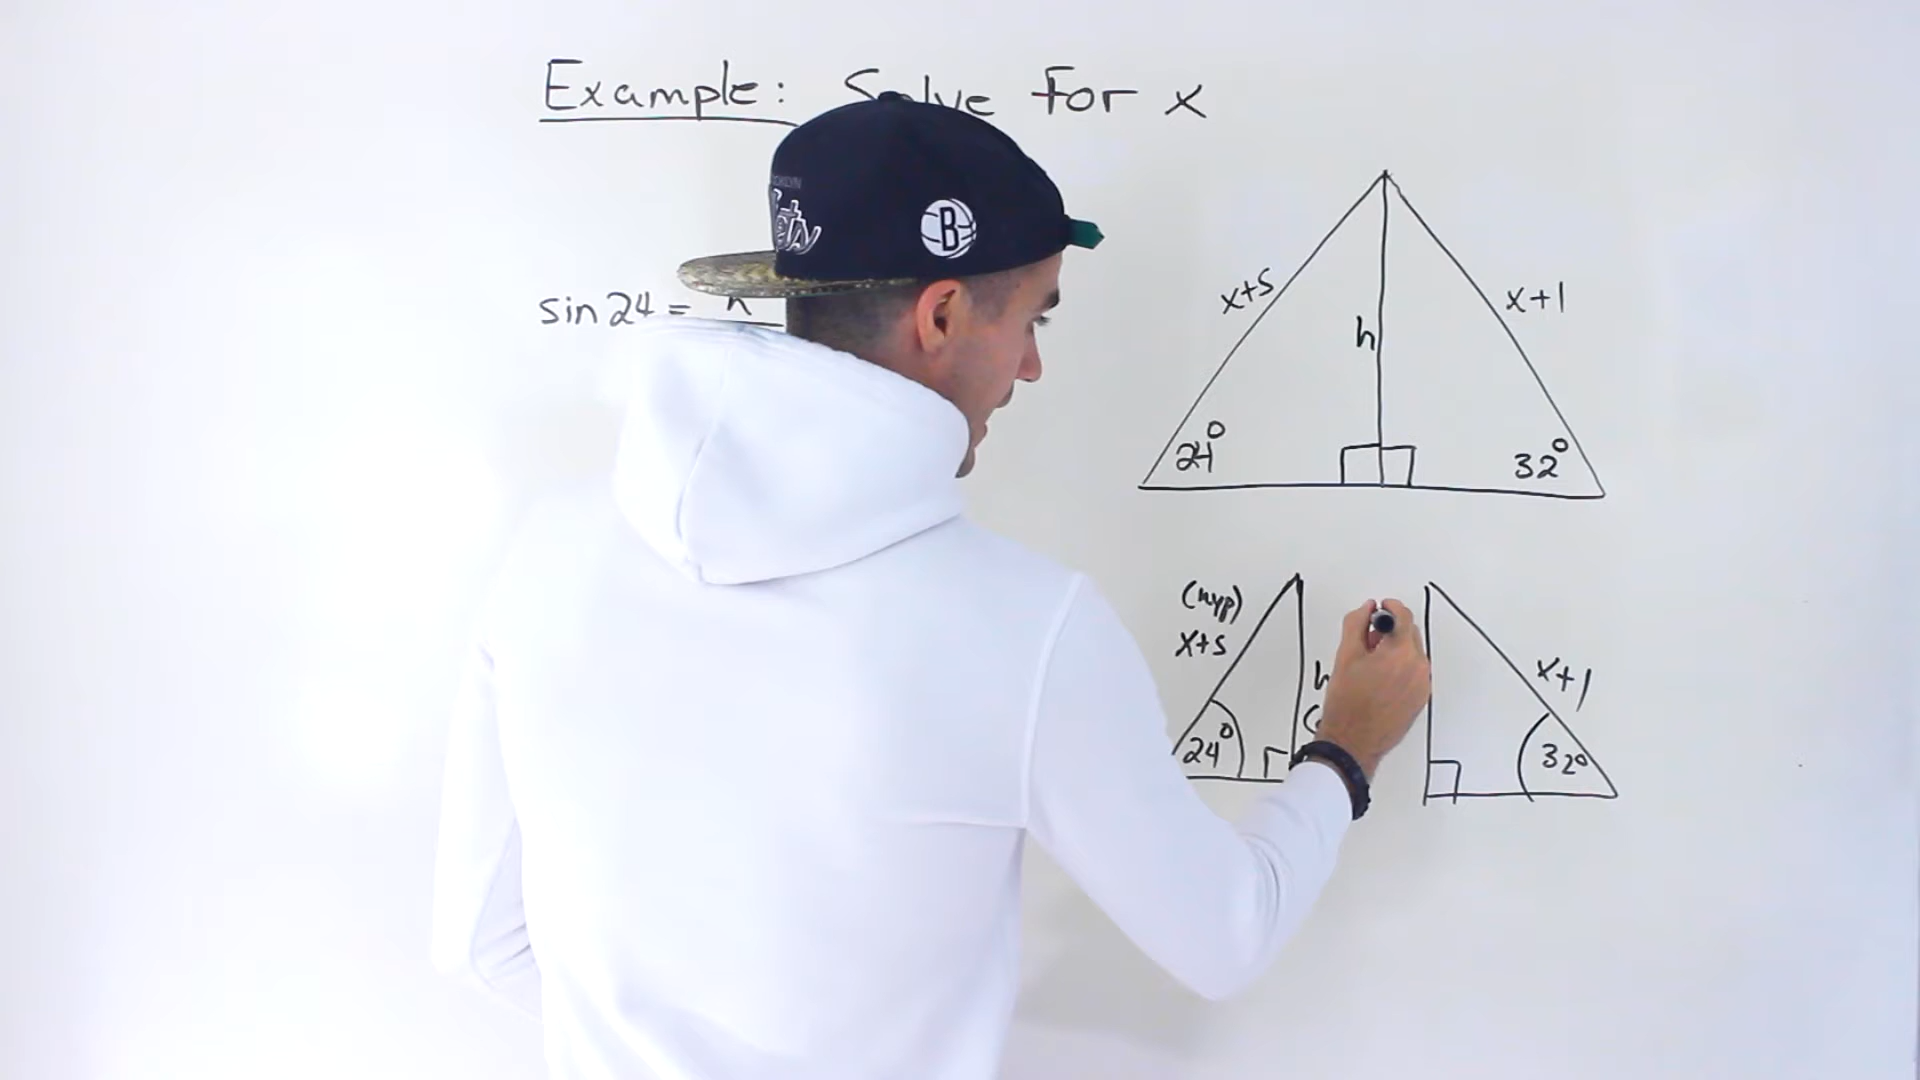 Example: Solve for x
x+5
x+1
h
24°
32°
sin 24 = h
(hyp)
x+5
h
24°
x+1
32°
B